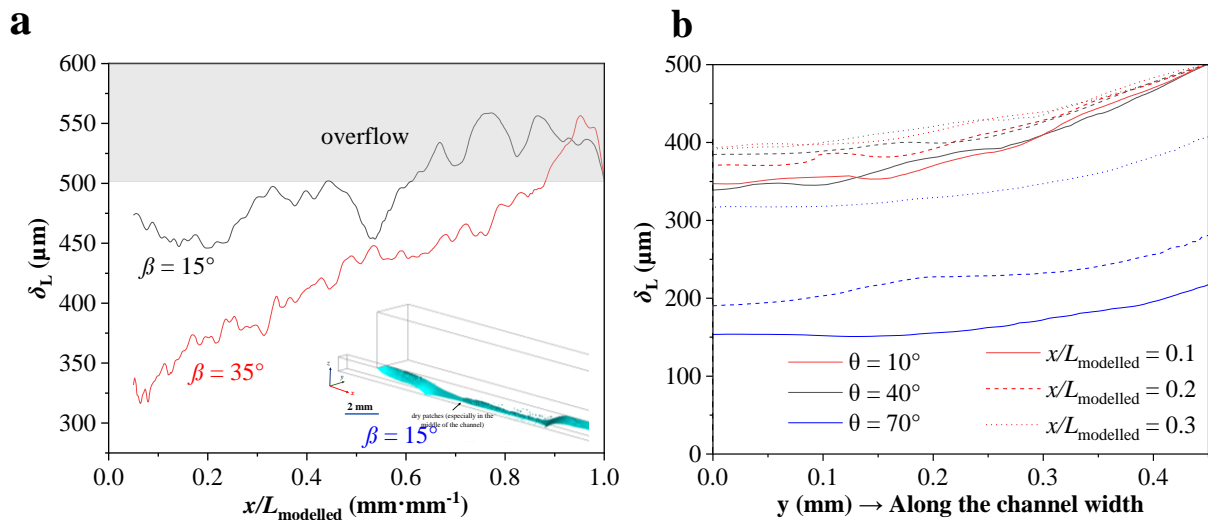 a
600
550
500
450
400
350
300
δL (μm)
overflow
β = 15°
β = 35°
z
y
x
2 mm
dry patches (especially in the
middle of the channel)
β = 15°
0.0 0.2 0.4 0.6 0.8 1.0
x/Lmodelled (mm·mm-1)
b
500
400
300
200
100
0
δL (μm)
θ = 10°
θ = 40°
θ = 70°
x/Lmodelled = 0.1
x/Lmodelled = 0.2
x/Lmodelled = 0.3
0.0 0.1 0.2 0.3 0.4
y (mm) → Along the channel width